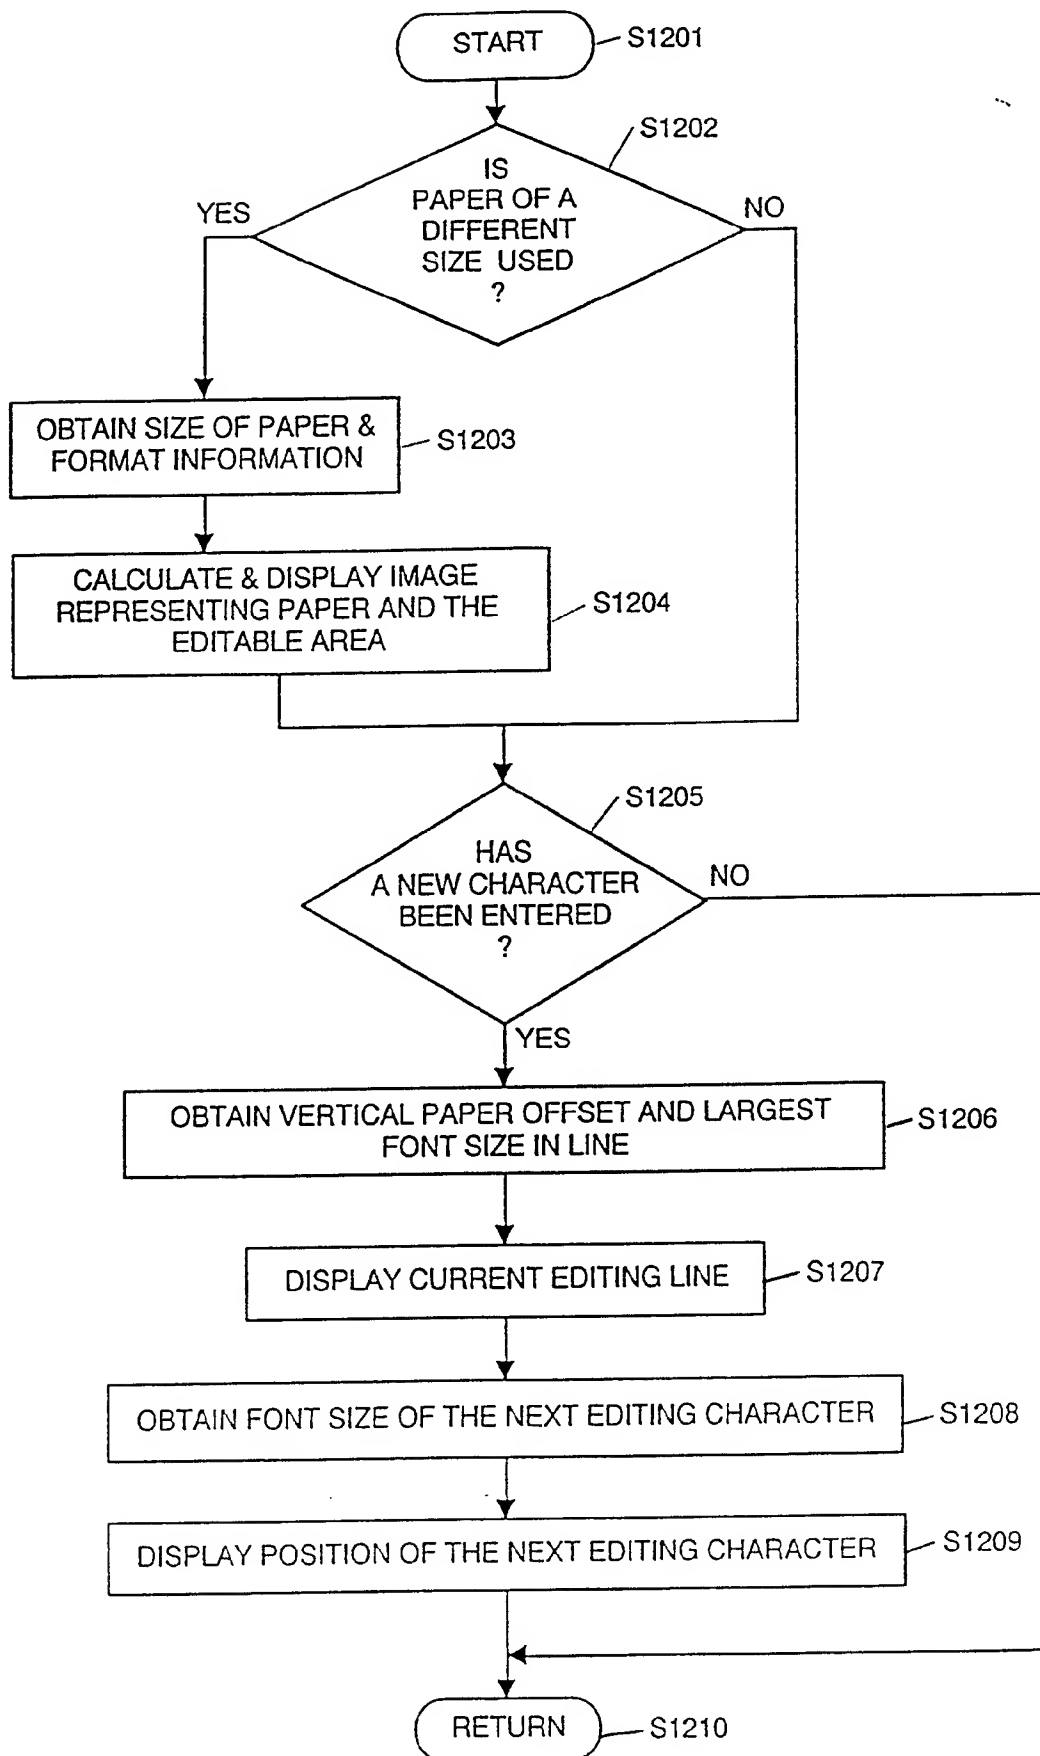 START
S1201
S1202
IS
PAPER OF A
DIFFERENT
SIZE USED
?
YES
NO
OBTAIN SIZE OF PAPER &
FORMAT INFORMATION
S1203
CALCULATE & DISPLAY IMAGE
REPRESENTING PAPER AND THE
EDITABLE AREA
S1204
S1205
HAS
A NEW CHARACTER
BEEN ENTERED
?
NO
YES
OBTAIN VERTICAL PAPER OFFSET AND LARGEST
FONT SIZE IN LINE
S1206
DISPLAY CURRENT EDITING LINE
S1207
OBTAIN FONT SIZE OF THE NEXT EDITING CHARACTER
S1208
DISPLAY POSITION OF THE NEXT EDITING CHARACTER
S1209
RETURN
S1210